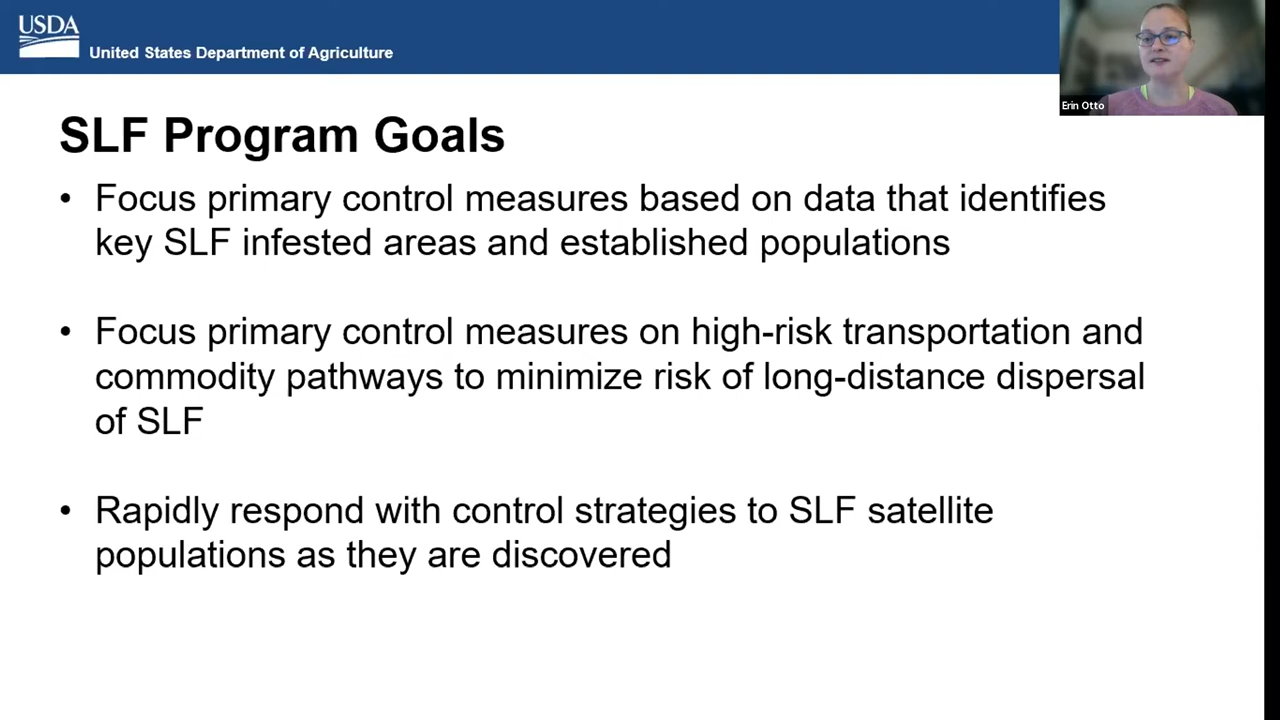 USDA
United States Department of Agriculture
Erin Otto
SLF Program Goals
• Focus primary control measures based on data that identifies
key SLF infested areas and established populations
• Focus primary control measures on high-risk transportation and
commodity pathways to minimize risk of long-distance dispersal
of SLF
• Rapidly respond with control strategies to SLF satellite
populations as they are discovered